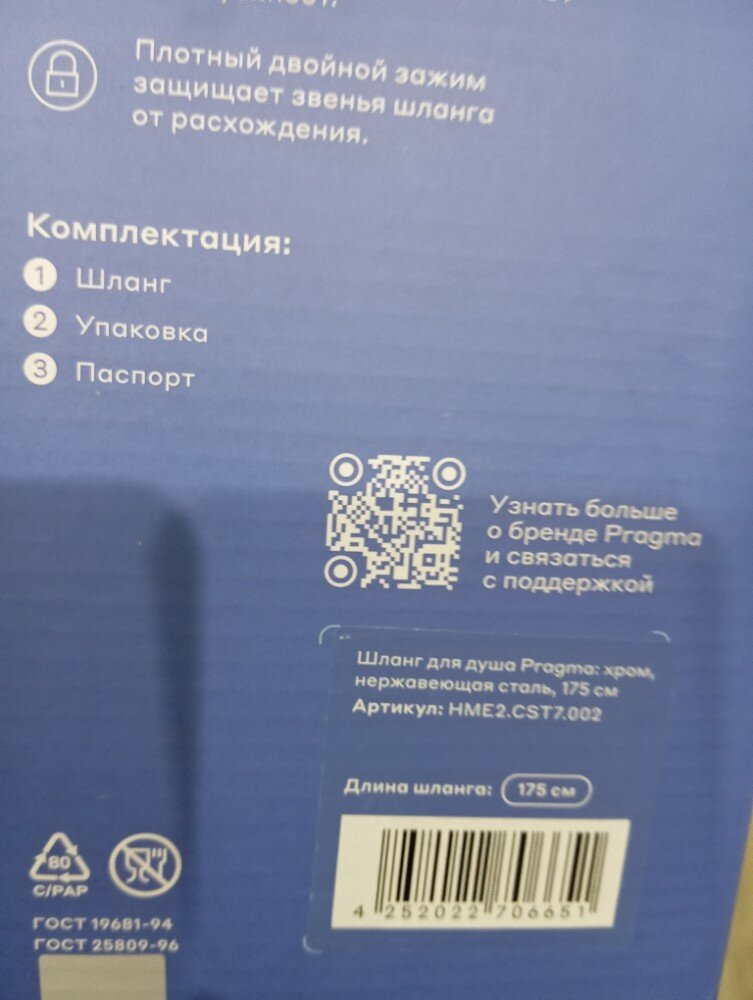 Плотный двойной зажим
защищает звенья шланга
от расхождения.
Комплектация:
1 Шланг
2 Упаковка
3 Паспорт
Узнать больше
о бренде Pragma
и связаться
с поддержкой
Шланг для душа Pragma: хром,
нержавеющая сталь, 175 см
Артикул: HME2.CST7.002
Длина шланга: 175 см
4 252022 706651
80
C/PAP
ГОСТ 19681-94
ГОСТ 25809-96